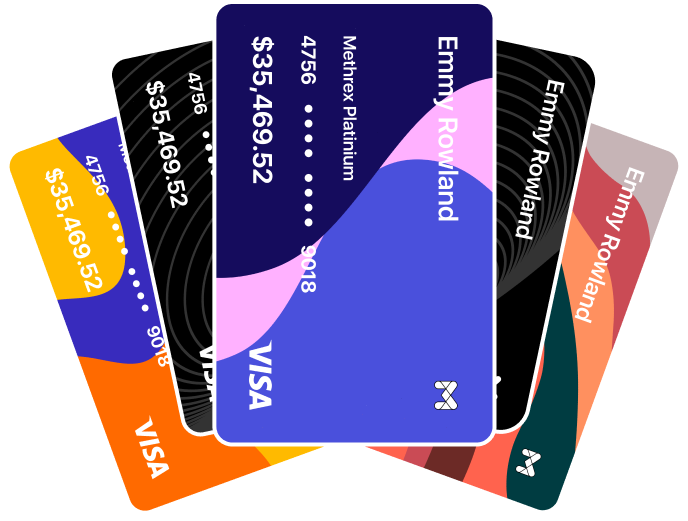 Emmy Rowland
Methrex Platinium
4756 •••• •••• 9018
$35,469.52
VISA
4756
$35,469.52
Emmy Rowland
4756 •••• •••• 9018
$35,469.52
VISA
Emmy Rowland